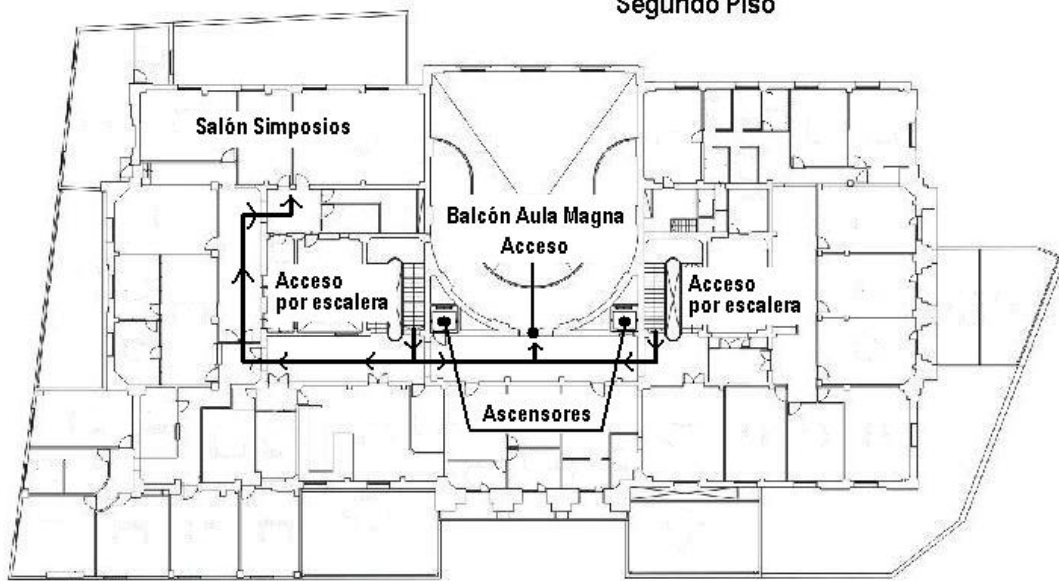 Segundo Piso
Salón Simposios
Balcón Aula Magna
Acceso
Acceso
por escalera
Acceso
por escalera
Ascensores